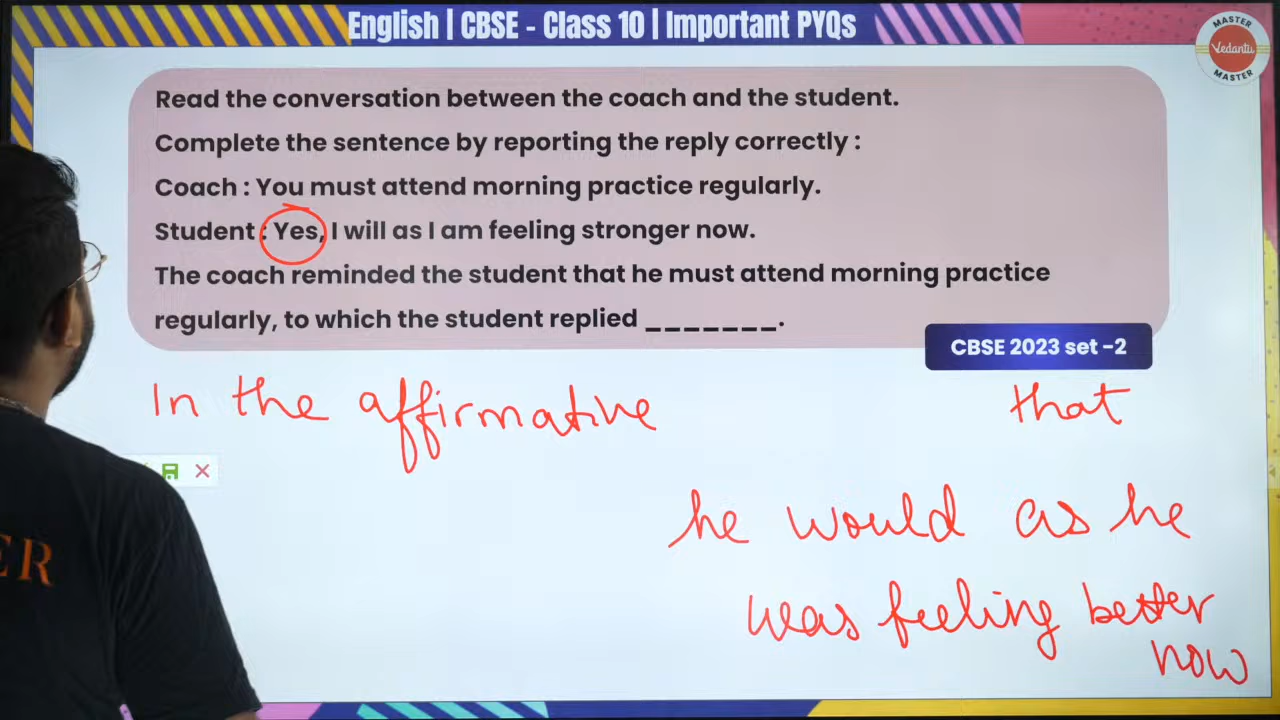 English | CBSE - Class 10 | Important PYQs
MASTER
Vedantu
MASTER
Read the conversation between the coach and the student.
Complete the sentence by reporting the reply correctly :
Coach : You must attend morning practice regularly.
Student : Yes, I will as I am feeling stronger now.
The coach reminded the student that he must attend morning practice
regularly, to which the student replied _______.
CBSE 2023 set -2
In the affirmative that
he would as he
was feeling better
now
ER